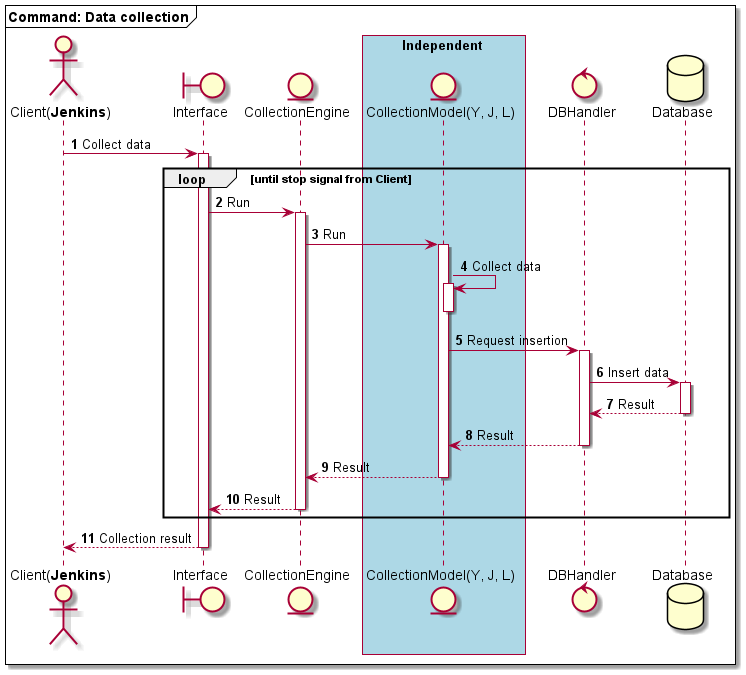 Command: Data collection
Independent
Client(Jenkins)
Interface
CollectionEngine
CollectionModel(Y, J, L)
DBHandler
Database
1 Collect data
loop
[until stop signal from Client]
2 Run
3 Run
4 Collect data
5 Request insertion
6 Insert data
7 Result
8 Result
9 Result
10 Result
11 Collection result
Client(Jenkins)
Interface
CollectionEngine
CollectionModel(Y, J, L)
DBHandler
Database